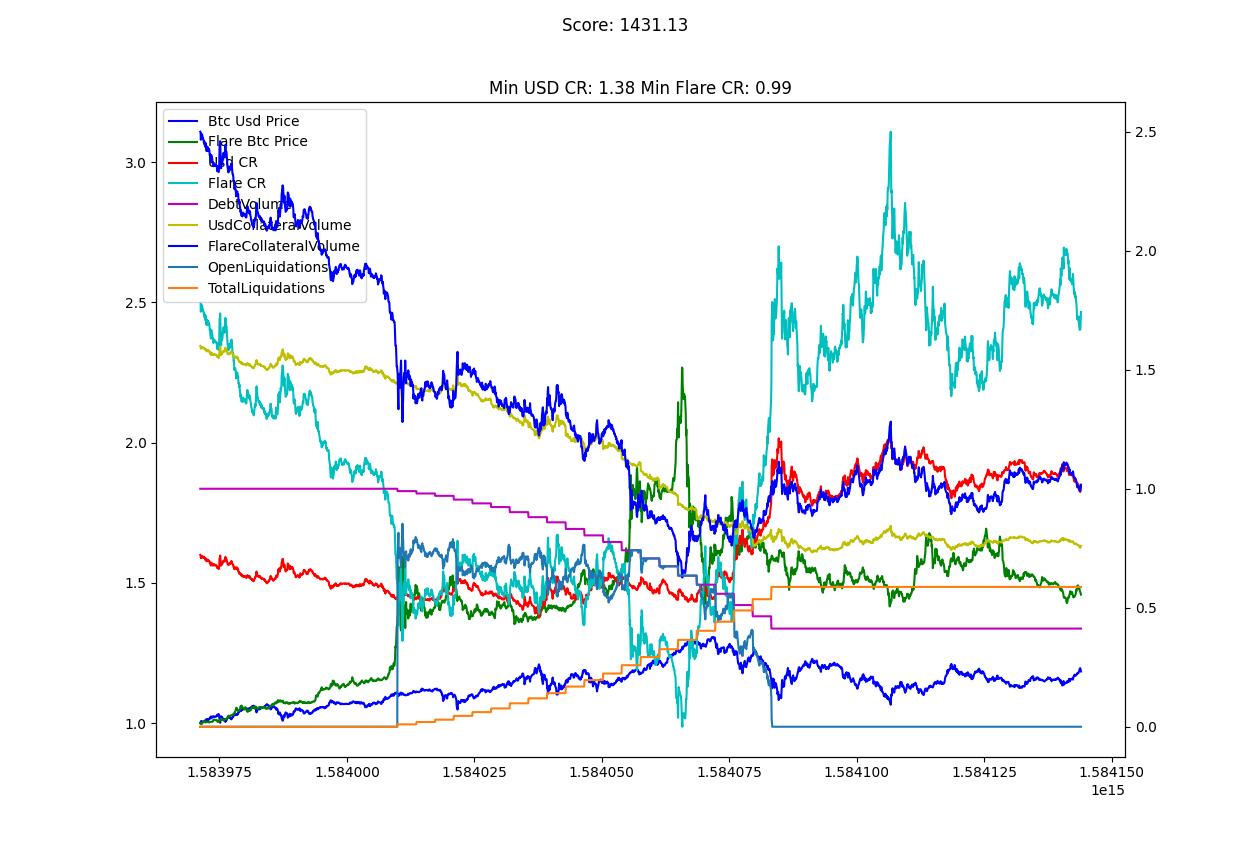 Score: 1431.13
Min USD CR: 1.38 Min Flare CR: 0.99
Btc Usd Price
Flare Btc Price
Usd CR
Flare CR
DebtVolume
UsdCollateralVolume
FlareCollateralVolume
OpenLiquidations
TotalLiquidations
3.0
2.5
2.0
1.5
1.0
2.5
2.0
1.5
1.0
0.5
0.0
1.583975 1.584000 1.584025 1.584050 1.584075 1.584100 1.584125 1.584150
1e15